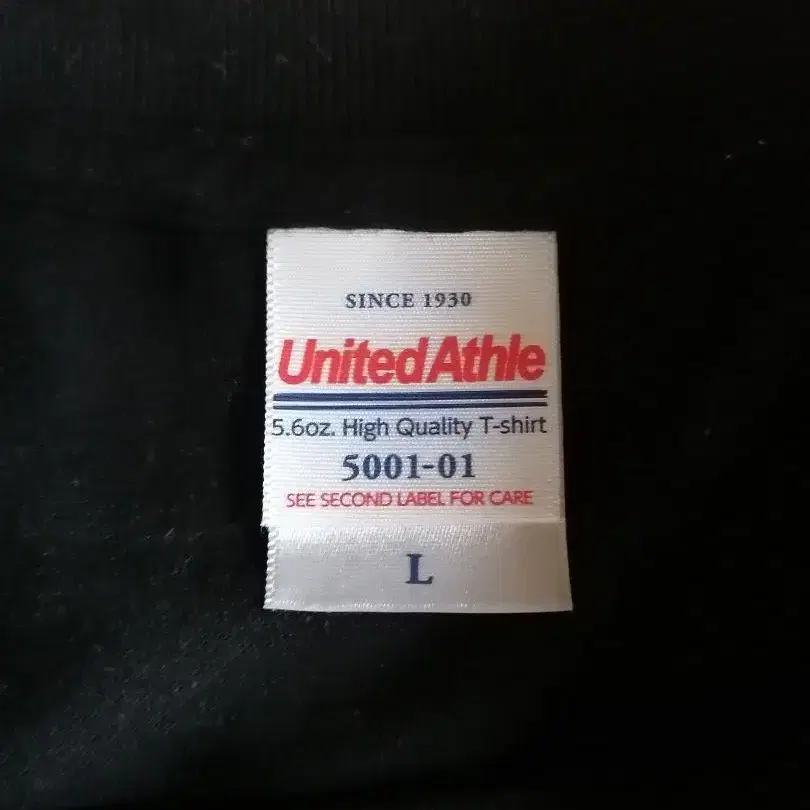 SINCE 1930
United Athle
5.6oz. High Quality T-shirt
5001-01
SEE SECOND LABEL FOR CARE
L